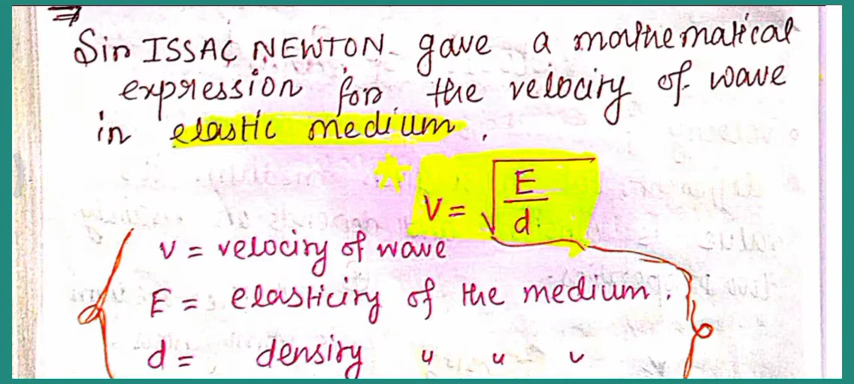 ⇒
Sir ISSAC NEWTON gave a mathematical
expression for the velocity of wave
in elastic medium.
* V = √(E/d)
V = velocity of wave
E = elasticity of the medium.
d = density " " "